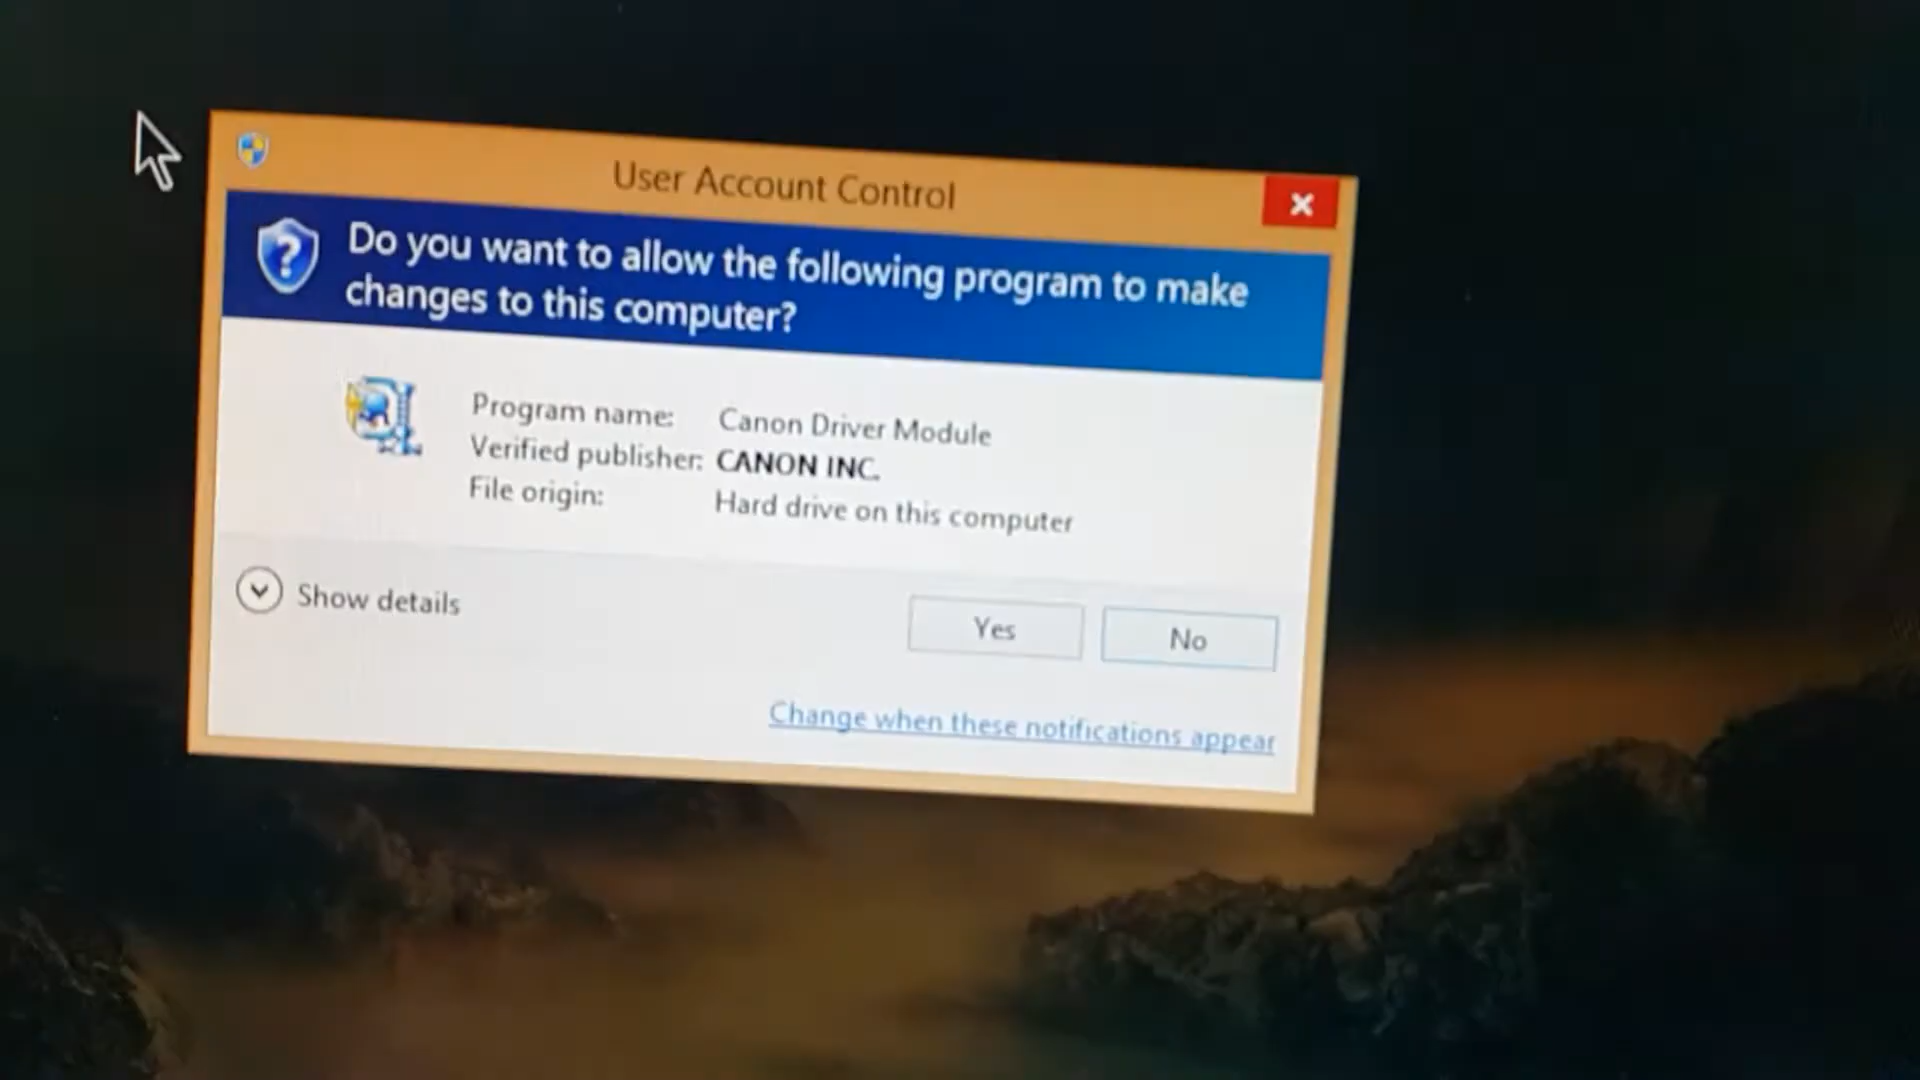 User Account Control
Do you want to allow the following program to make
changes to this computer?
Program name: Canon Driver Module
Verified publisher: CANON INC.
File origin: Hard drive on this computer
Show details
Yes No
Change when these notifications appear